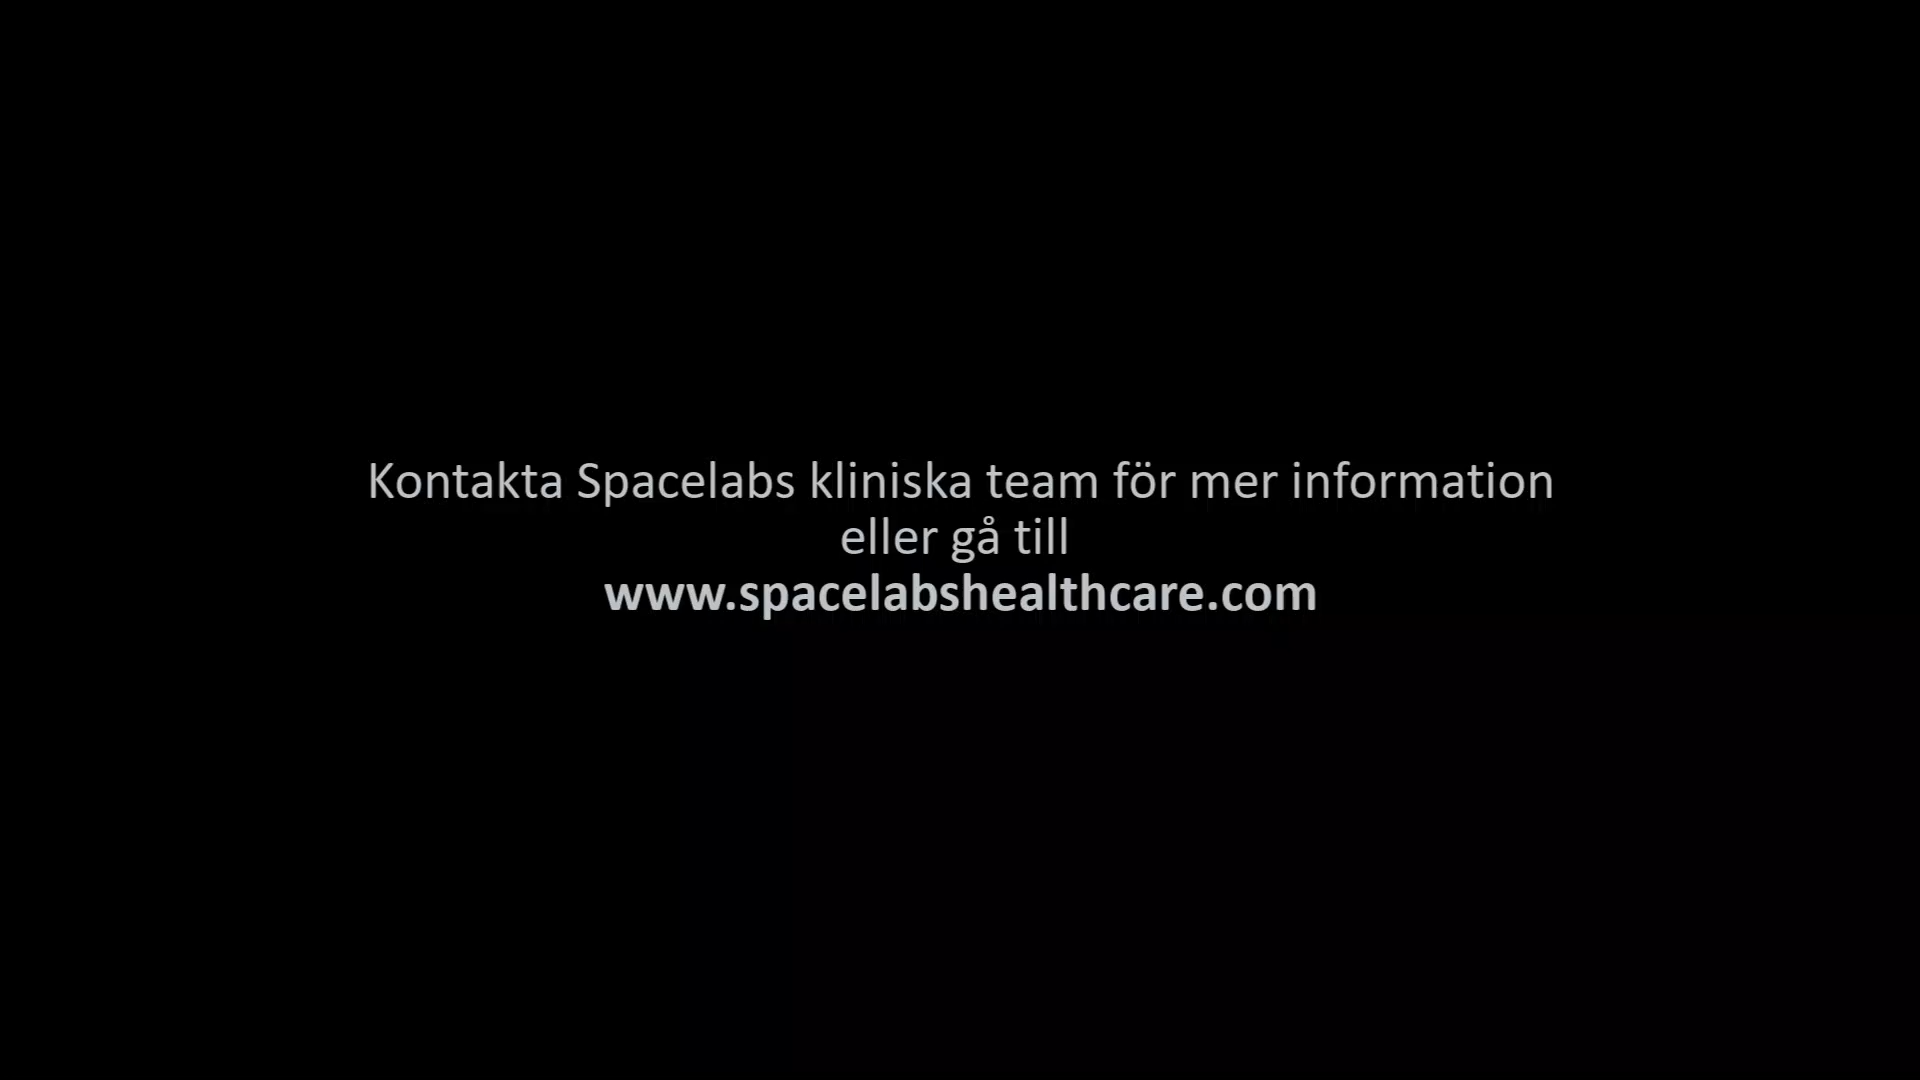 Kontakta Spacelabs kliniska team för mer information
eller gå till
www.spacelabshealthcare.com